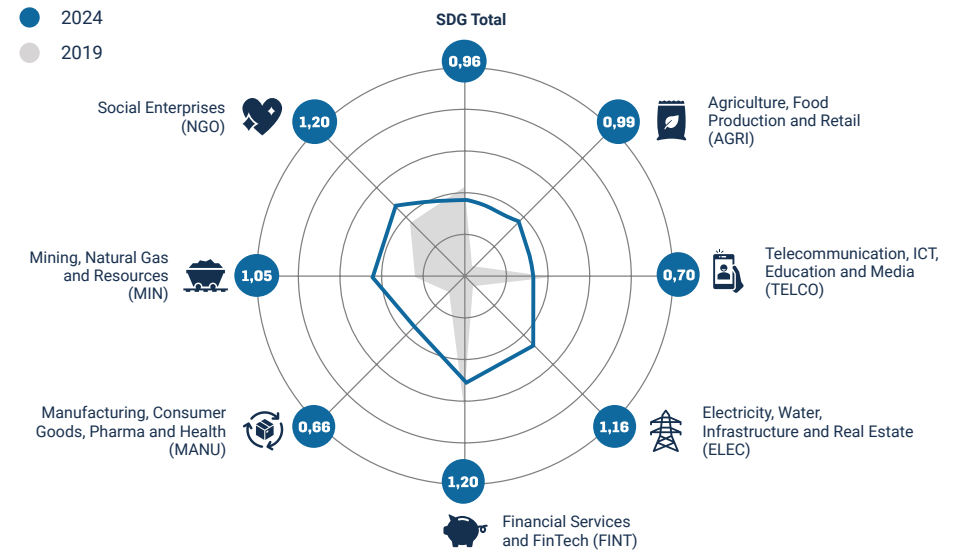 2024
2019
SDG Total
0,96
Social Enterprises
(NGO)
1,20
0,99
Agriculture, Food
Production and Retail
(AGRI)
Mining, Natural Gas
and Resources
(MIN)
1,05
0,70
Telecommunication, ICT,
Education and Media
(TELCO)
Manufacturing, Consumer
Goods, Pharma and Health
(MANU)
0,66
1,16
Electricity, Water,
Infrastructure and Real Estate
(ELEC)
1,20
Financial Services
and FinTech (FINT)